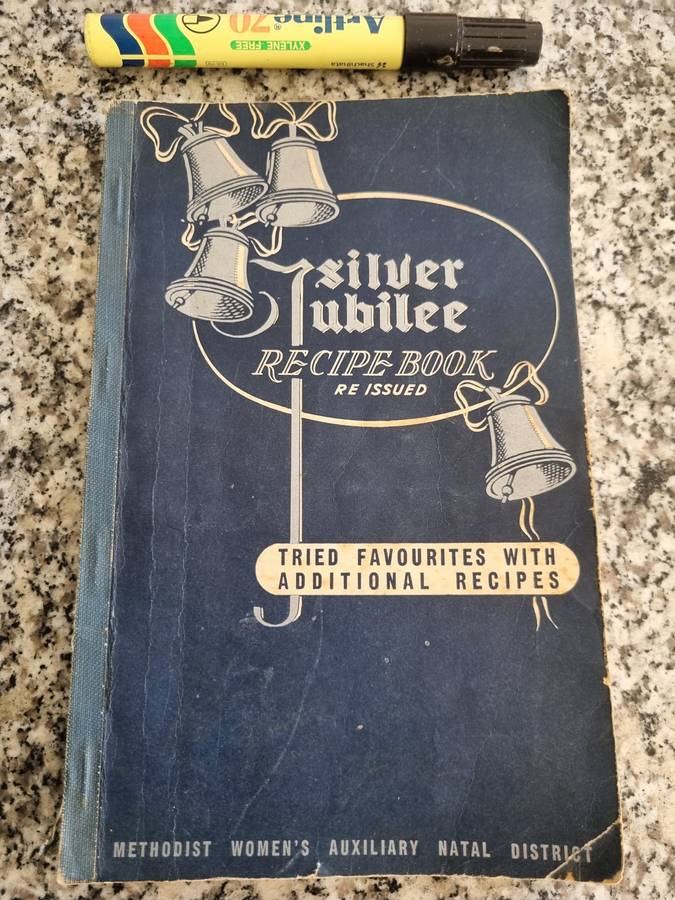 Artline® 70
XYLENE-FREE
Shachihata
silver
Jubilee
RECIPE BOOK
RE ISSUED
TRIED FAVOURITES WITH
ADDITIONAL RECIPES
METHODIST WOMEN'S AUXILIARY NATAL DISTRICT